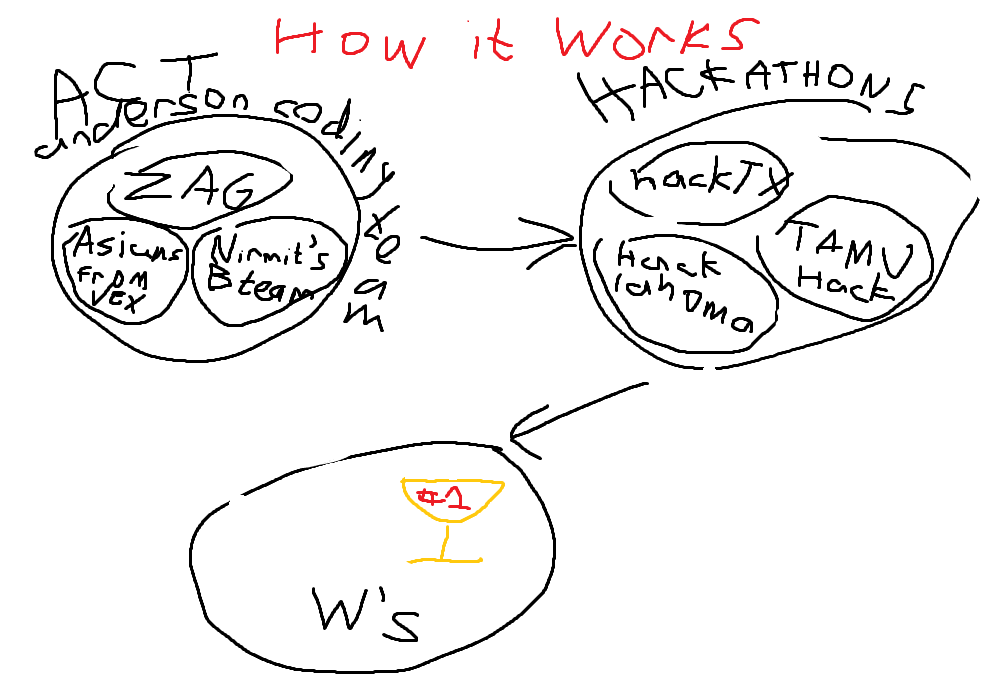 How it Works
ACT
anderson coding
xeam
HACKATHONS
ZAG
Asians
FrOM
VEX
Nirmit's
B team
hackTX
Hack
lahOma
TAMU
Hack
#1
W's